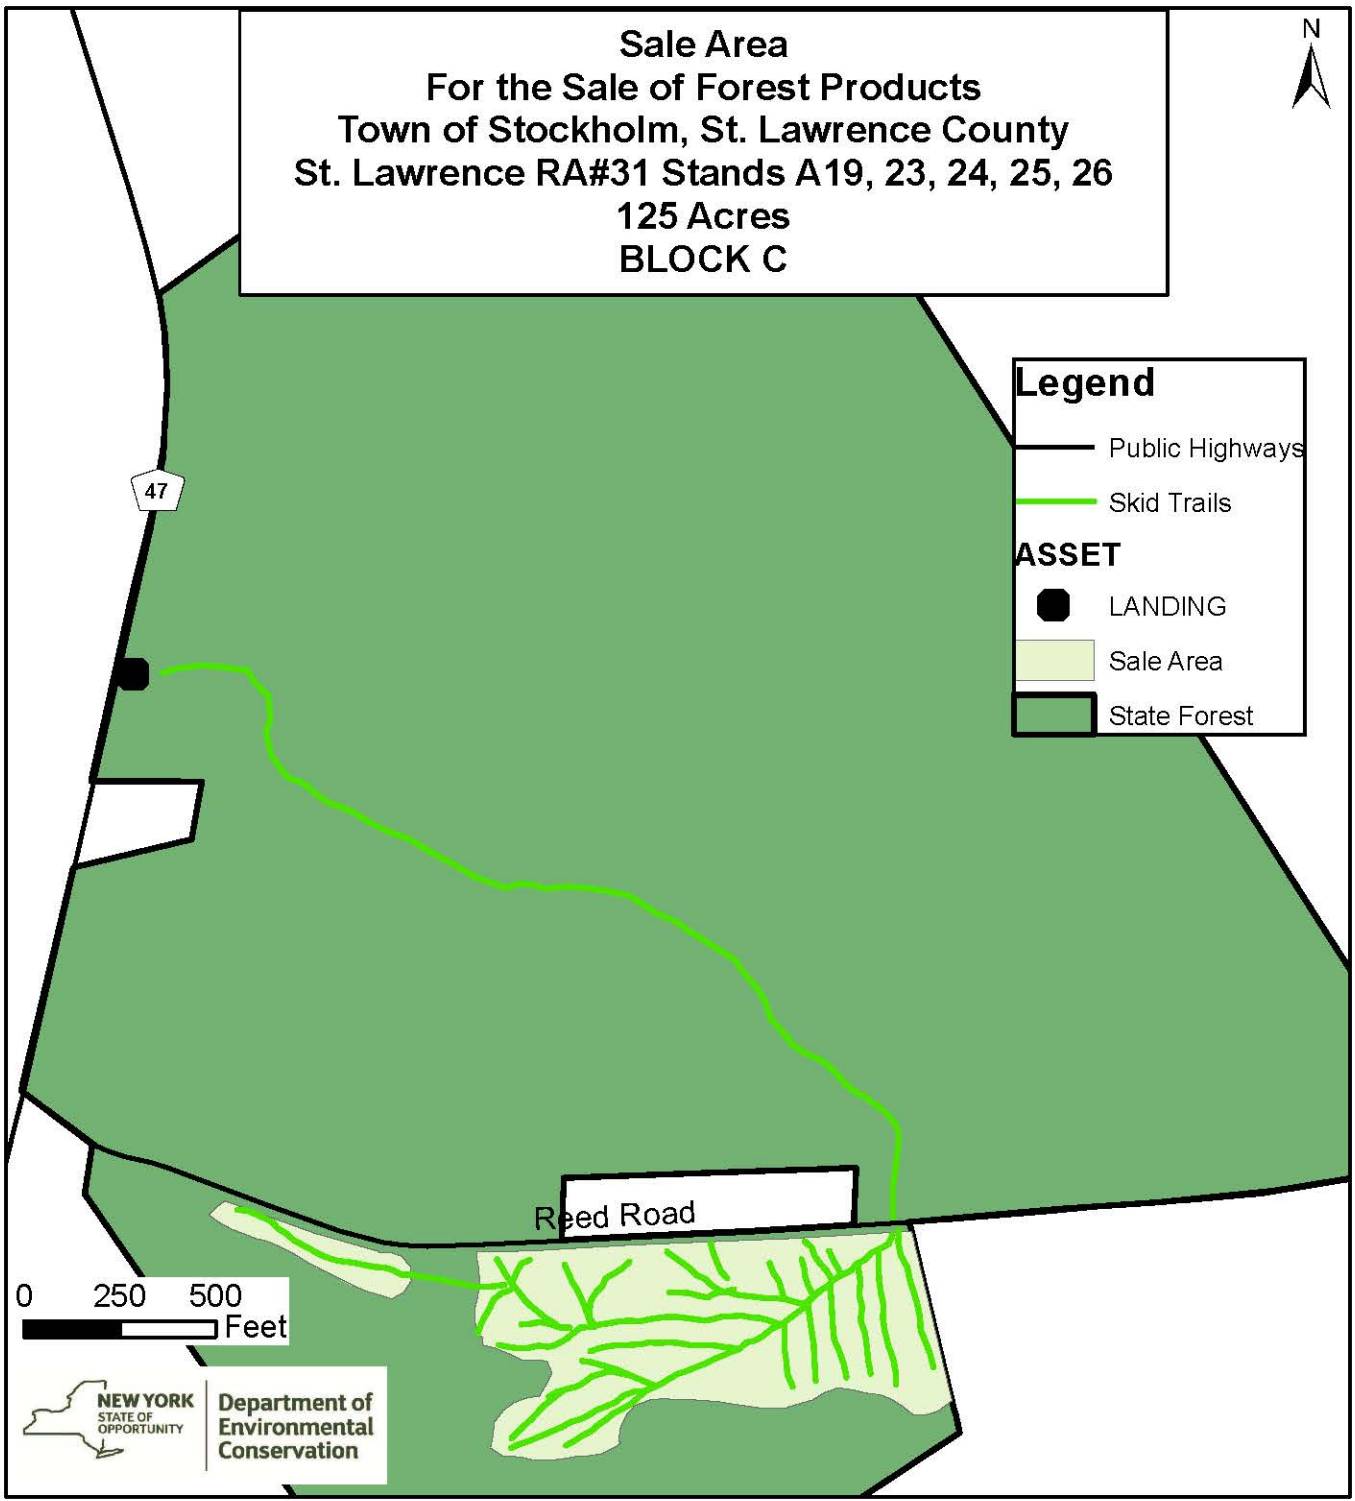 Sale Area
For the Sale of Forest Products
Town of Stockholm, St. Lawrence County
St. Lawrence RA#31 Stands A19, 23, 24, 25, 26
125 Acres
BLOCK C
N
Legend
Public Highways
Skid Trails
ASSET
LANDING
Sale Area
State Forest
47
Reed Road
0 250 500
Feet
NEW YORK
STATE OF
OPPORTUNITY
Department of
Environmental
Conservation